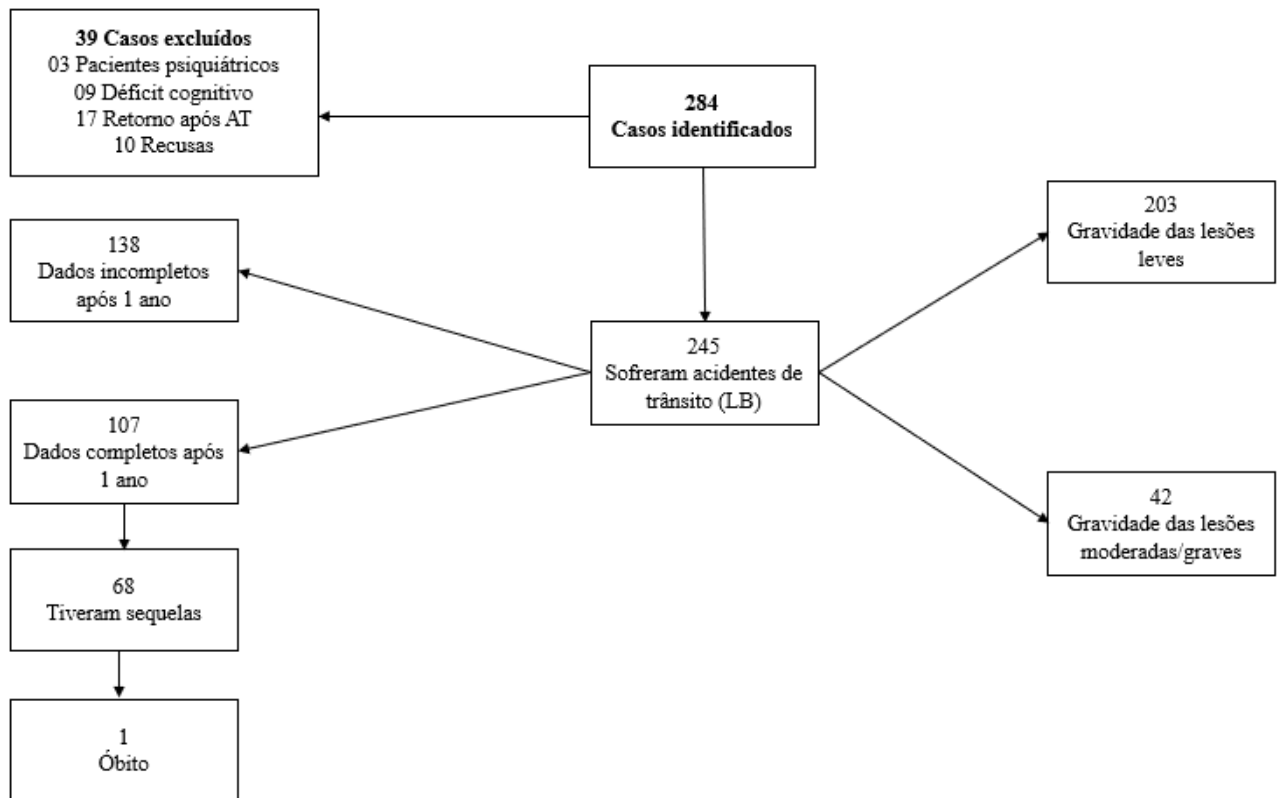 39 Casos excluídos
03 Pacientes psiquiátricos
09 Déficit cognitivo
17 Retorno após AT
10 Recusas
284
Casos identificados
203
Gravidade das lesões
leves
138
Dados incompletos
após 1 ano
245
Sofreram acidentes de
trânsito (LB)
107
Dados completos após
1 ano
42
Gravidade das lesões
moderadas/graves
68
Tiveram sequelas
1
Óbito